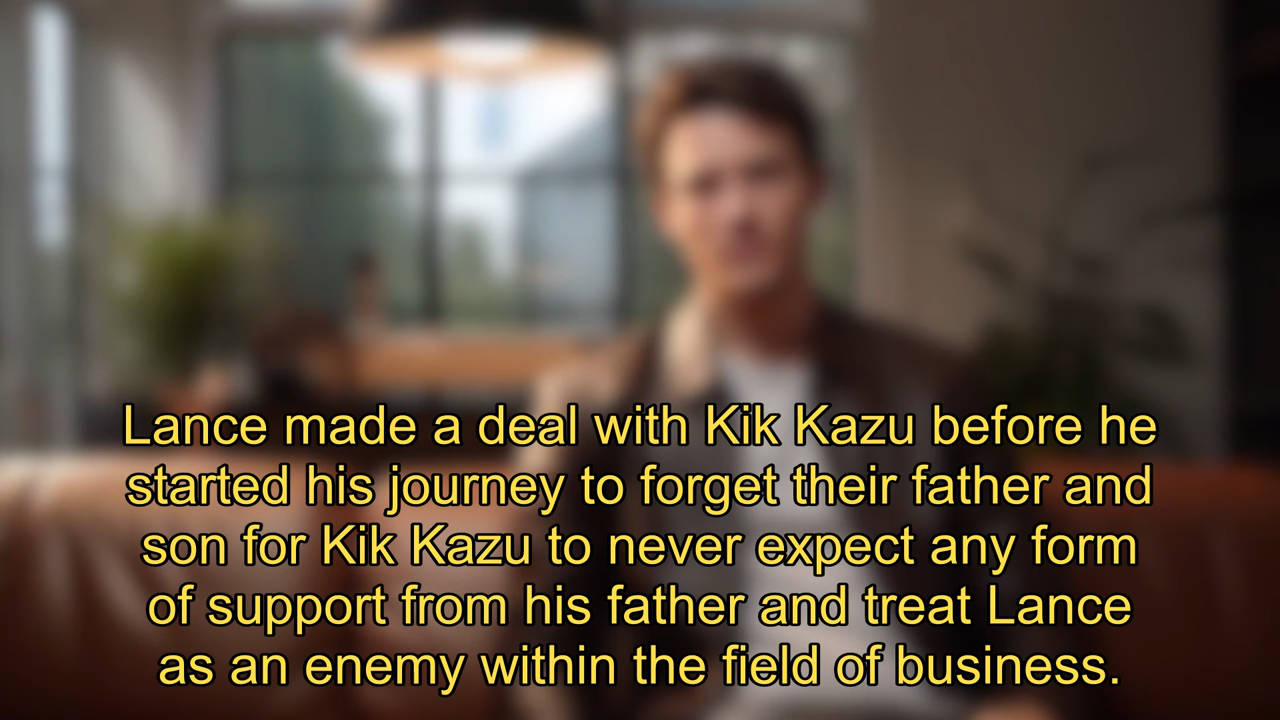 Lance made a deal with Kik Kazu before he
started his journey to forget their father and
son for Kik Kazu to never expect any form
of support from his father and treat Lance
as an enemy within the field of business.